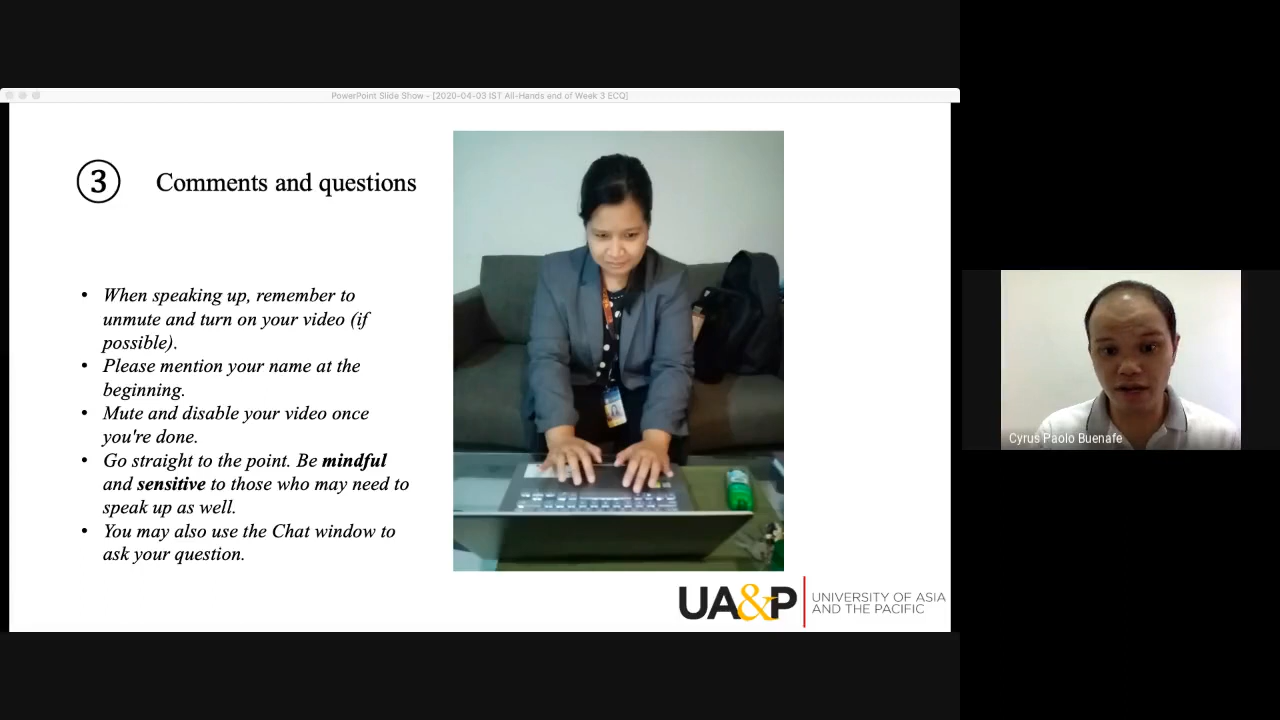 PowerPoint Slide Show - [2020-04-03 IST All-Hands end of Week 3 ECQ]
3 Comments and questions
• When speaking up, remember to
unmute and turn on your video (if
possible).
• Please mention your name at the
beginning.
• Mute and disable your video once
you're done.
• Go straight to the point. Be mindful
and sensitive to those who may need to
speak up as well.
• You may also use the Chat window to
ask your question.
UA&P
UNIVERSITY OF ASIA
AND THE PACIFIC
Cyrus Paolo Buenafe